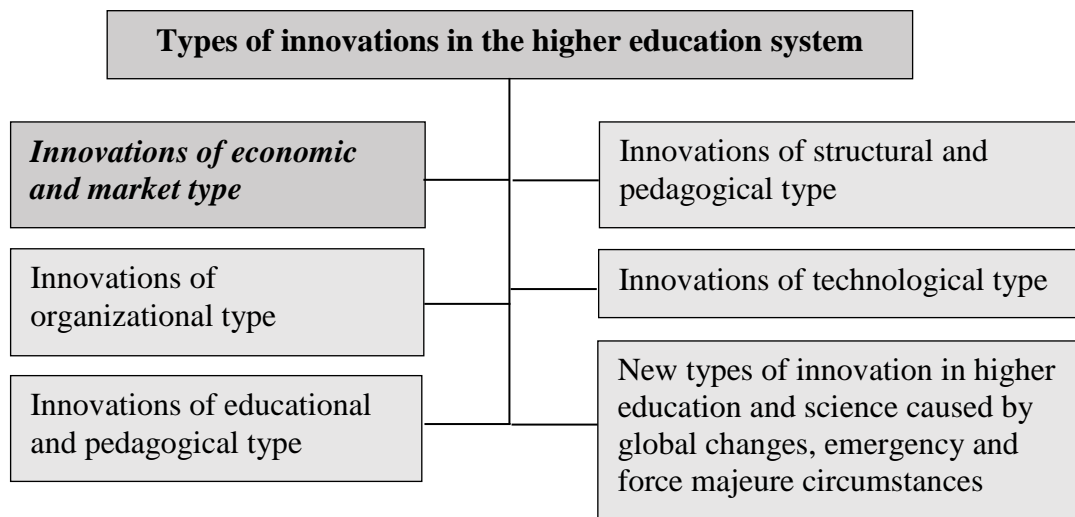 Types of innovations in the higher education system
Innovations of economic
and market type
Innovations of organizational type
Innovations of educational
and pedagogical type
Innovations of structural and
pedagogical type
Innovations of technological type
New types of innovation in higher
education and science caused by
global changes, emergency and
force majeure circumstances